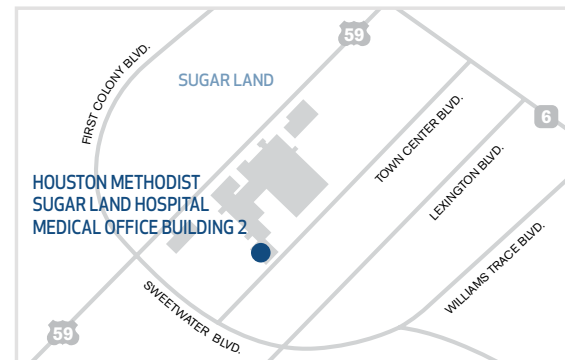 59
FIRST COLONY BLVD.
SUGAR LAND
6
TOWN CENTER BLVD.
LEXINGTON BLVD.
HOUSTON METHODIST
SUGAR LAND HOSPITAL
MEDICAL OFFICE BUILDING 2
WILLIAMS TRACE BLVD.
SWEETWATER BLVD.
59